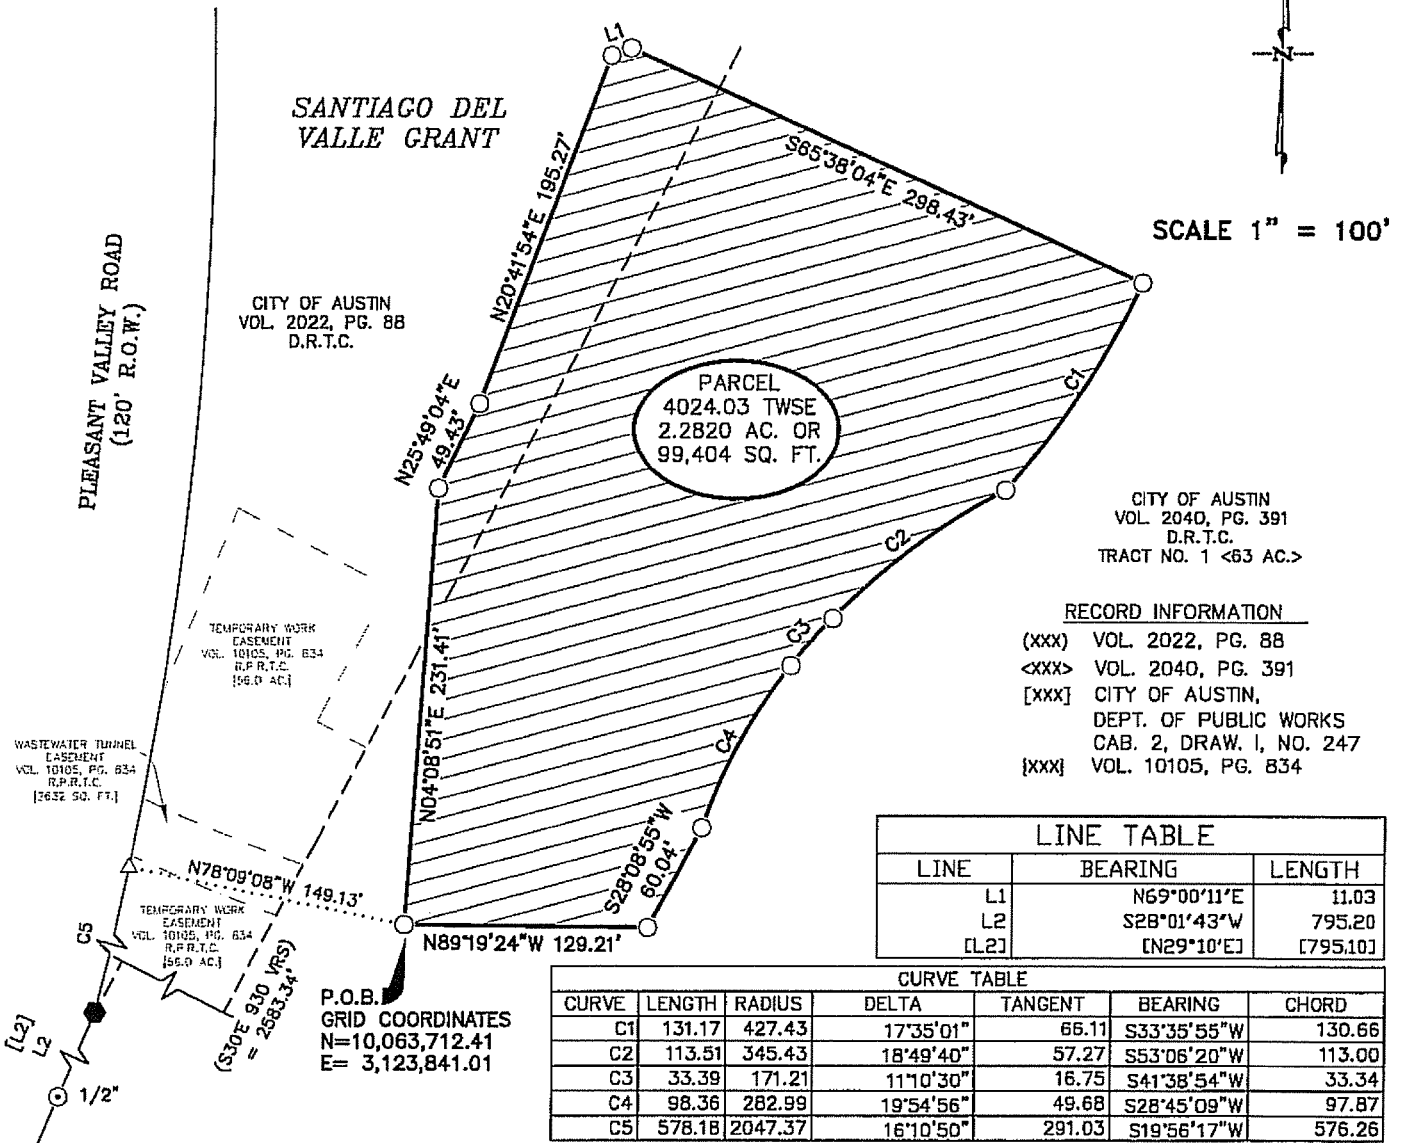 L1
N
SANTIAGO DEL
VALLE GRANT
S65°38'04"E 298.43'
SCALE 1" = 100'
N20°41'54"E 195.27'
PLEASANT VALLEY ROAD
(120' R.O.W.)
CITY OF AUSTIN
VOL. 2022, PG. 88
D.R.T.C.
PARCEL
4024.03 TWSE
2.2820 AC. OR
99,404 SQ. FT.
C1
N25°49'04"E
49.43'
CITY OF AUSTIN
VOL. 2040, PG. 391
D.R.T.C.
TRACT NO. 1 <63 AC.>
C2
RECORD INFORMATION
(XXX) VOL. 2022, PG. 88
<XXX> VOL. 2040, PG. 391
[XXX] CITY OF AUSTIN,
DEPT. OF PUBLIC WORKS
CAB. 2, DRAW. I, NO. 247
{XXX} VOL. 10105, PG. 834
TEMPORARY WORK
EASEMENT
VOL. 10105, PG. 834
R.P.R.T.C.
[56.0 AC.]
C3
N04°08'51"E 231.41'
C4
WASTEWATER TUNNEL
EASEMENT
VOL. 10105, PG. 834
R.P.R.T.C.
[2632 SQ. FT.]
S28°08'55"W
60.04'
N78°09'08"W 149.13'
TEMPORARY WORK
EASEMENT
VOL. 10105, PG. 834
R.P.R.T.C.
[56.0 AC.]
C5
N89°19'24"W 129.21'
(S30°E 930 VRS)
= 2583.34'
P.O.B.
GRID COORDINATES
N=10,063,712.41
E= 3,123,841.01
[L2]
L2
1/2"
LINE TABLE
LINE BEARING LENGTH
L1 N69°00'11"E 11.03
L2 S28°01'43"W 795.20
[L2] [N29°10'E] [795.10]
CURVE TABLE
CURVE LENGTH RADIUS DELTA TANGENT BEARING CHORD
C1 131.17 427.43 17°35'01" 66.11 S33°35'55"W 130.66
C2 113.51 345.43 18°49'40" 57.27 S53°06'20"W 113.00
C3 33.39 171.21 11°10'30" 16.75 S41°38'54"W 33.34
C4 98.36 282.99 19°54'56" 49.68 S28°45'09"W 97.87
C5 578.18 2047.37 16°10'50" 291.03 S19°56'17"W 576.26